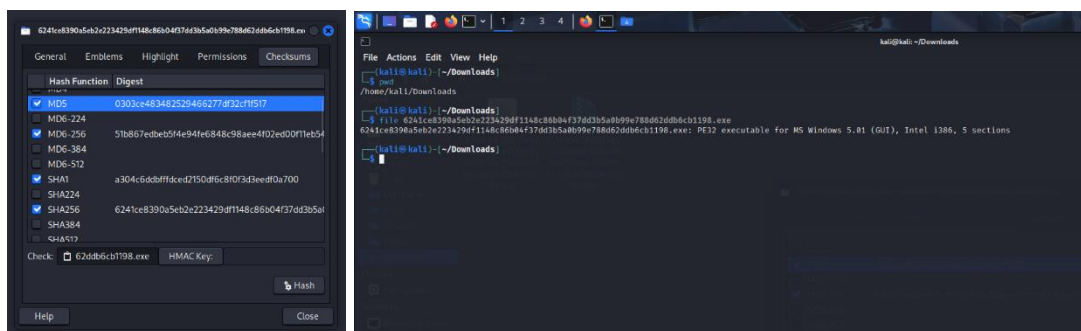 6241ce8390a5eb2e223429df1148c86b04f37dd3b5a0b99e788d62ddb6cb1198.exe
General Emblems Highlight Permissions Checksums
Hash Function Digest
MD4
MD5 0303ce483482529466277df32cf1f517
MD6-224
MD6-256 51b867edbeb5f4e94fe6848c98aee4f02ed00f11eb54
MD6-384
MD6-512
SHA1 a304c6ddbfffdced2150df6c8f0f3d3eedf0a700
SHA224
SHA256 6241ce8390a5eb2e223429df1148c86b04f37dd3b5a
SHA384
SHA512
Check: 62ddb6cb1198.exe HMAC Key:
Hash
Help Close
1 2 3 4
kali@kali: ~/Downloads
File Actions Edit View Help
(kali㉿kali)-[~/Downloads]
$ pwd
/home/kali/Downloads
(kali㉿kali)-[~/Downloads]
$ file 6241ce8390a5eb2e223429df1148c86b04f37dd3b5a0b99e788d62ddb6cb1198.exe
6241ce8390a5eb2e223429df1148c86b04f37dd3b5a0b99e788d62ddb6cb1198.exe: PE32 executable for MS Windows 5.01 (GUI), Intel i386, 5 sections
(kali㉿kali)-[~/Downloads]
$